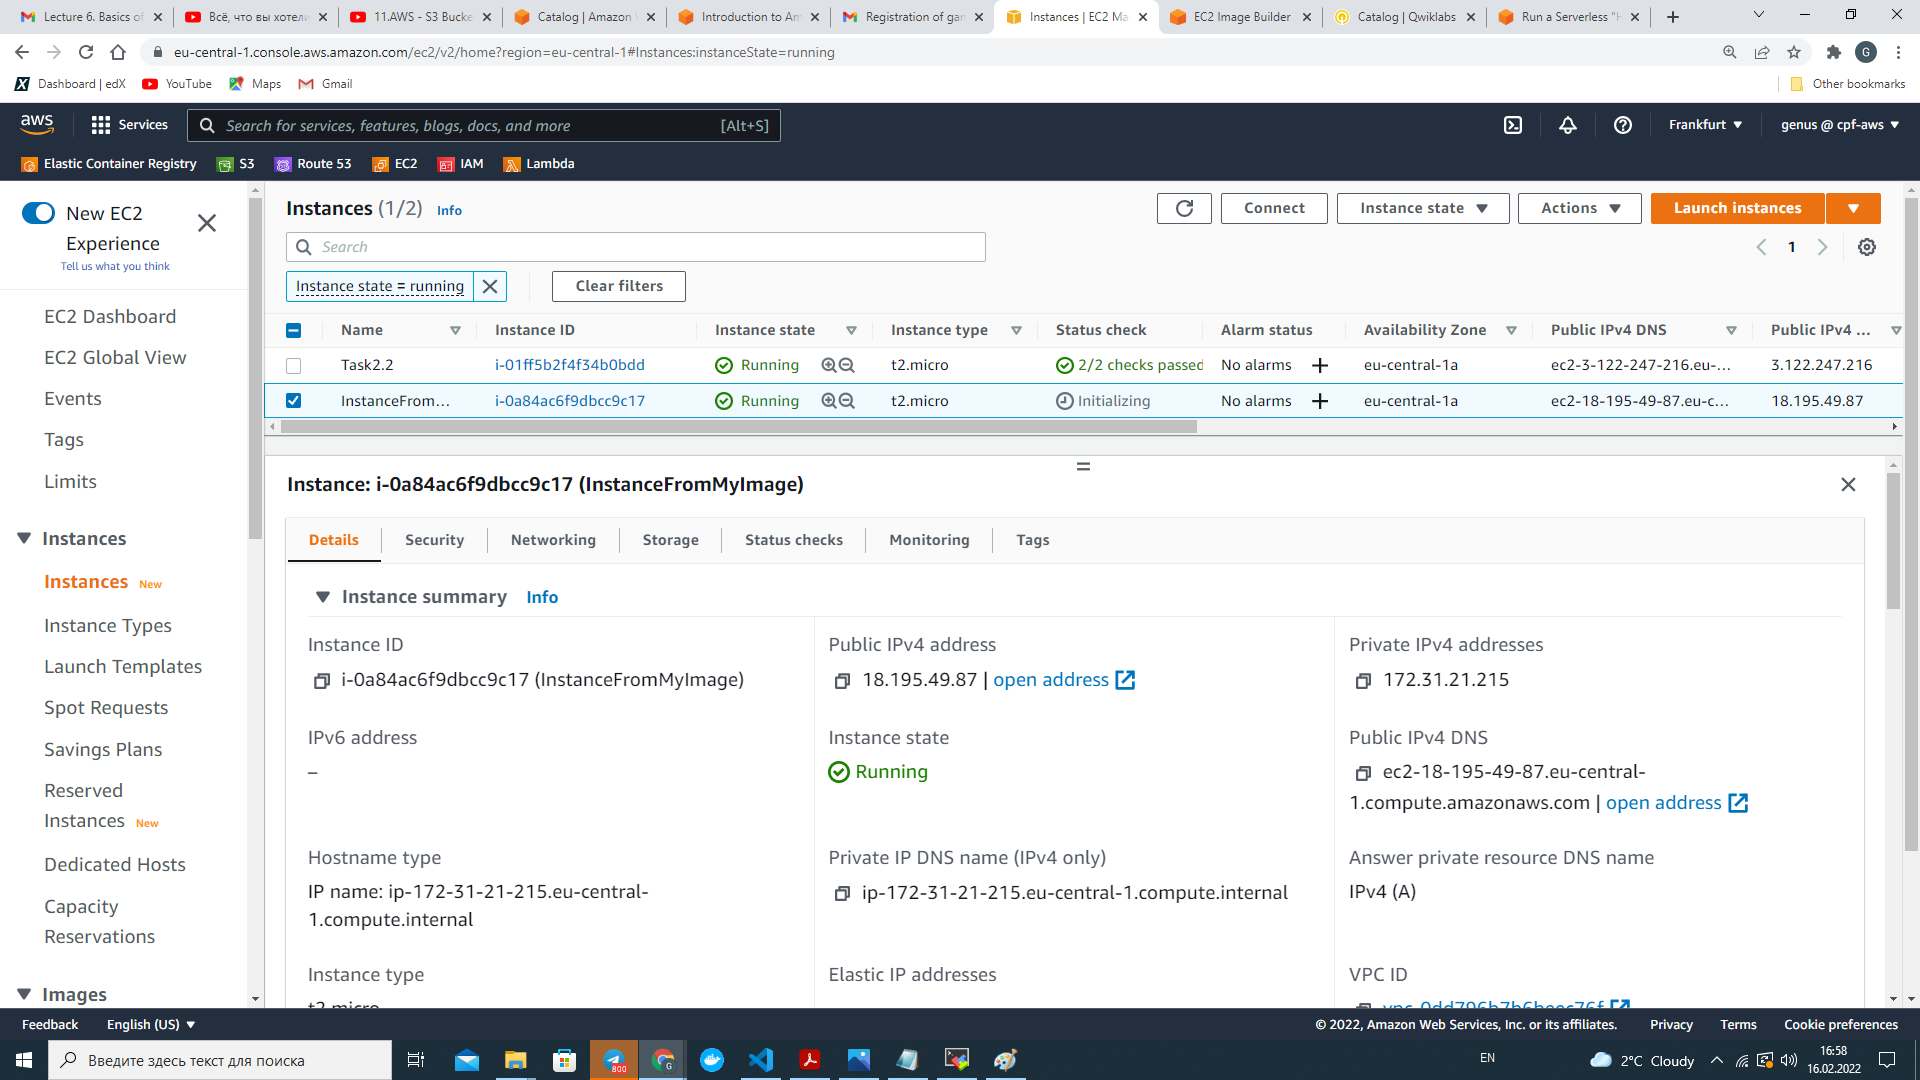 Lecture 6. Basics of
Всё, что вы хотели
11.AWS - S3 Bucke
Catalog | Amazon
Introduction to Am
Registration of gan
Instances | EC2 Ma
EC2 Image Builder
Catalog | Qwiklabs
Run a Serverless "H
eu-central-1.console.aws.amazon.com/ec2/v2/home?region=eu-central-1#Instances:instanceState=running
G
Dashboard | edX
YouTube
Maps
Gmail
Other bookmarks
aws
Services
Search for services, features, blogs, docs, and more
[Alt+S]
Frankfurt
genus @ cpf-aws
Elastic Container Registry
S3
Route 53
EC2
IAM
Lambda
New EC2
Experience
Tell us what you think
EC2 Dashboard
EC2 Global View
Events
Tags
Limits
Instances
Instances New
Instance Types
Launch Templates
Spot Requests
Savings Plans
Reserved
Instances New
Dedicated Hosts
Capacity
Reservations
Images
Instances (1/2) Info
Connect
Instance state
Actions
Launch instances
Search
1
Instance state = running
Clear filters
Name Instance ID Instance state Instance type Status check Alarm status Availability Zone Public IPv4 DNS Public IPv4 ...
Task2.2 i-01ff5b2f4f34b0bdd Running t2.micro 2/2 checks passed No alarms + eu-central-1a ec2-3-122-247-216.eu-... 3.122.247.216
InstanceFrom... i-0a84ac6f9dbcc9c17 Running t2.micro Initializing No alarms + eu-central-1a ec2-18-195-49-87.eu-c... 18.195.49.87
Instance: i-0a84ac6f9dbcc9c17 (InstanceFromMyImage)
Details Security Networking Storage Status checks Monitoring Tags
Instance summary Info
Instance ID
i-0a84ac6f9dbcc9c17 (InstanceFromMyImage)
Public IPv4 address
18.195.49.87 | open address
Private IPv4 addresses
172.31.21.215
IPv6 address
–
Instance state
Running
Public IPv4 DNS
ec2-18-195-49-87.eu-central-
1.compute.amazonaws.com | open address
Hostname type
IP name: ip-172-31-21-215.eu-central-
1.compute.internal
Private IP DNS name (IPv4 only)
ip-172-31-21-215.eu-central-1.compute.internal
Answer private resource DNS name
IPv4 (A)
Instance type
t2.micro
Elastic IP addresses
VPC ID
Feedback
English (US)
© 2022, Amazon Web Services, Inc. or its affiliates.
Privacy
Terms
Cookie preferences
Введите здесь текст для поиска
800
G
EN
2°C Cloudy
16:58
16.02.2022